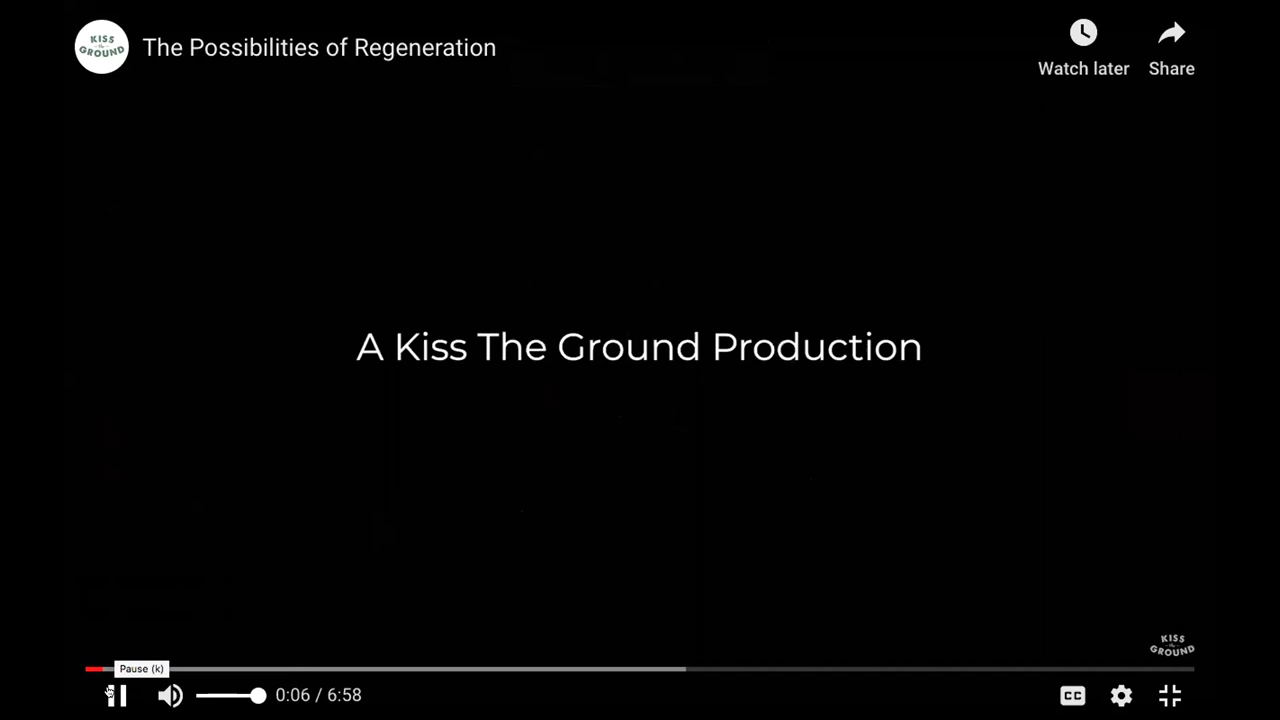 KISS
the
GROUND
The Possibilities of Regeneration
Watch later
Share
A Kiss The Ground Production
KISS
the
GROUND
Pause (k)
0:06 / 6:58
CC